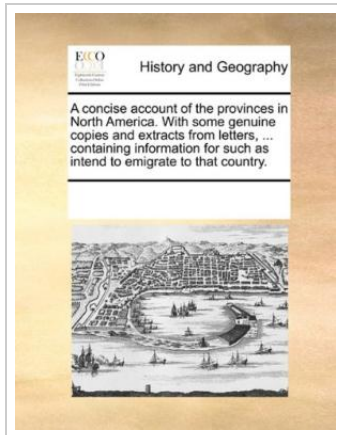 ECCO
History and Geography
A concise account of the provinces in
North America. With some genuine
copies and extracts from letters, ...
containing information for such as
intend to emigrate to that country.